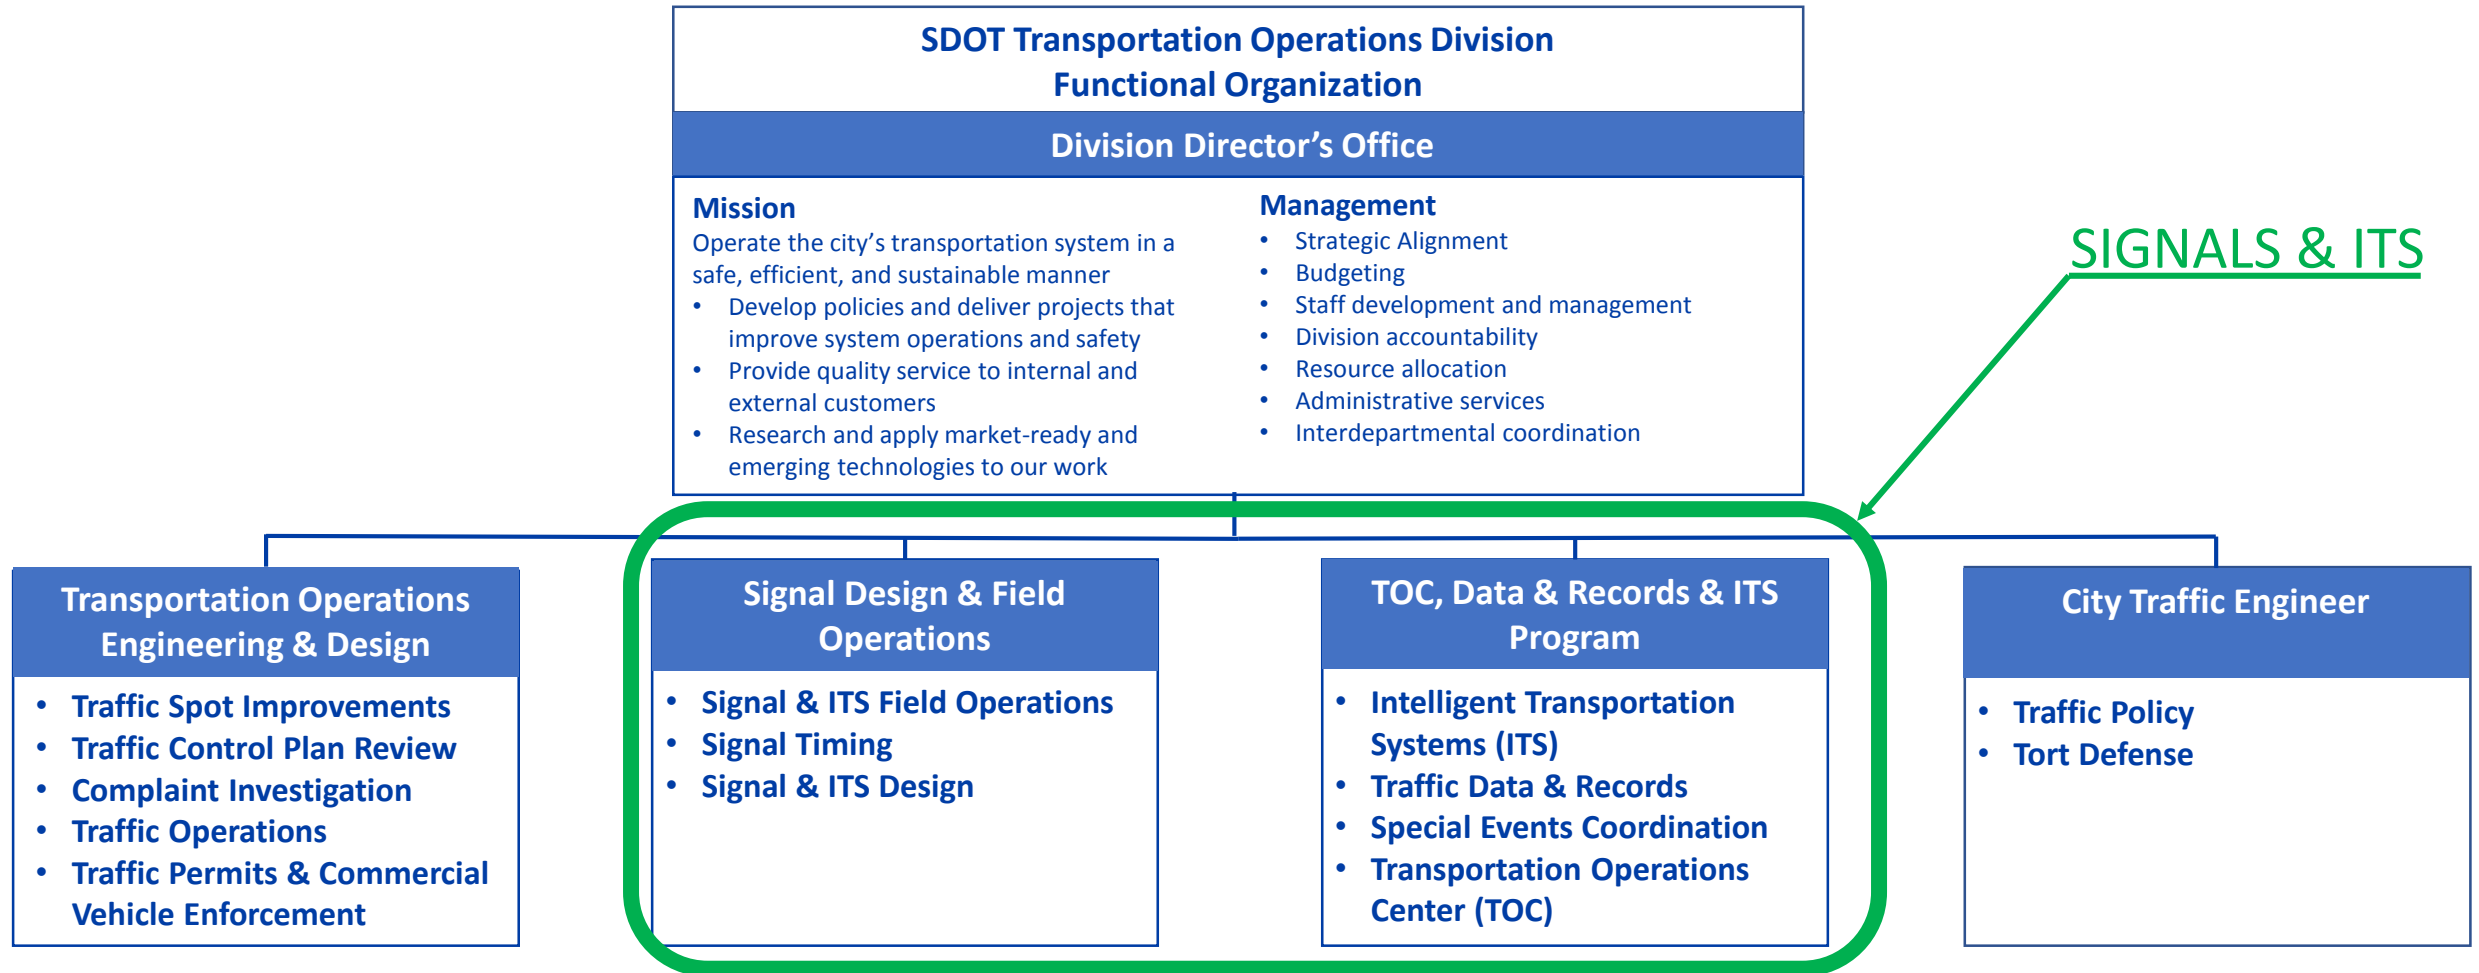 SDOT Transportation Operations Division
Functional Organization
Division Director’s Office
Mission
Operate the city’s transportation system in a
safe, efficient, and sustainable manner
• Develop policies and deliver projects that
improve system operations and safety
• Provide quality service to internal and
external customers
• Research and apply market-ready and
emerging technologies to our work
Management
• Strategic Alignment
• Budgeting
• Staff development and management
• Division accountability
• Resource allocation
• Administrative services
• Interdepartmental coordination
SIGNALS & ITS
Transportation Operations
Engineering & Design
• Traffic Spot Improvements
• Traffic Control Plan Review
• Complaint Investigation
• Traffic Operations
• Traffic Permits & Commercial
Vehicle Enforcement
Signal Design & Field
Operations
• Signal & ITS Field Operations
• Signal Timing
• Signal & ITS Design
TOC, Data & Records & ITS
Program
• Intelligent Transportation
Systems (ITS)
• Traffic Data & Records
• Special Events Coordination
• Transportation Operations
Center (TOC)
City Traffic Engineer
• Traffic Policy
• Tort Defense